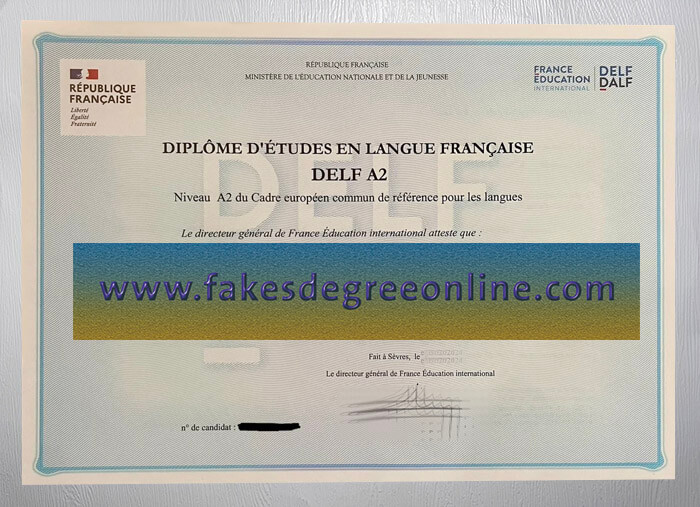 RÉPUBLIQUE
FRANÇAISE
Liberté
Égalité
Fraternité
RÉPUBLIQUE FRANÇAISE
MINISTÈRE DE L'ÉDUCATION NATIONALE ET DE LA JEUNESSE
FRANCE
ÉDUCATION
INTERNATIONAL
DELF
DALF
DIPLÔME D'ÉTUDES EN LANGUE FRANÇAISE
DELF A2
DELF
Niveau A2 du Cadre européen commun de référence pour les langues
Le directeur général de France Éducation international atteste que :
www.fakesdegreeonline.com
Fait à Sèvres, le
Le directeur général de France Éducation international
n° de candidat :